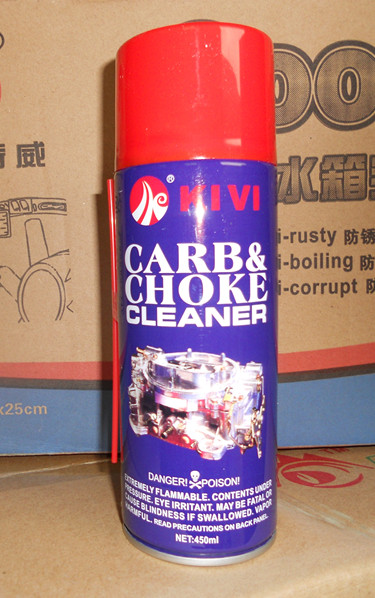 ®
KIVI
CARB&
CHOKE
CLEANER
DANGER! POISON!
EXTREMELY FLAMMABLE. CONTENTS UNDER
PRESSURE. EYE IRRITANT. MAY BE FATAL OR
CAUSE BLINDNESS IF SWALLOWED. VAPOR
HARMFUL. READ PRECAUTIONS ON BACK PANEL.
NET:450ml
威
水箱
i-rusty 防锈
i-boiling 防
i-corrupt 防
x25cm